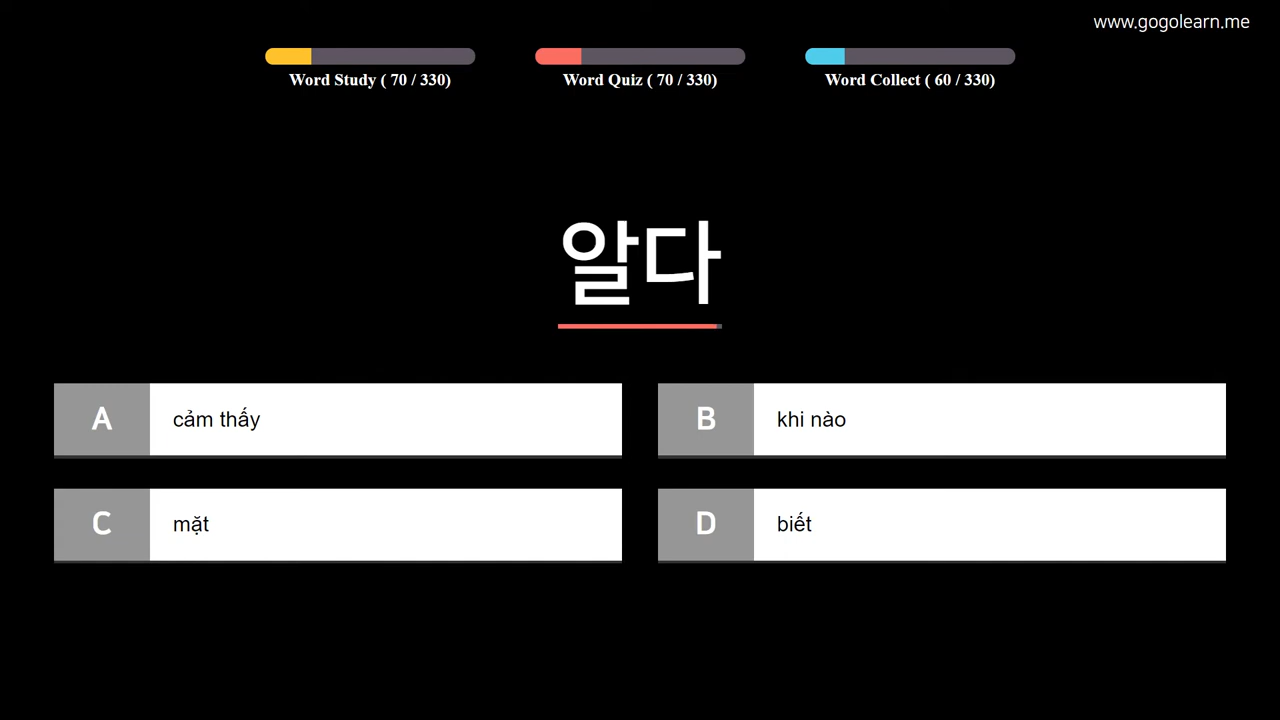 www.gogolearn.me
Word Study ( 70 / 330)
Word Quiz ( 70 / 330)
Word Collect ( 60 / 330)
알다
A cảm thấy
B khi nào
C mặt
D biết